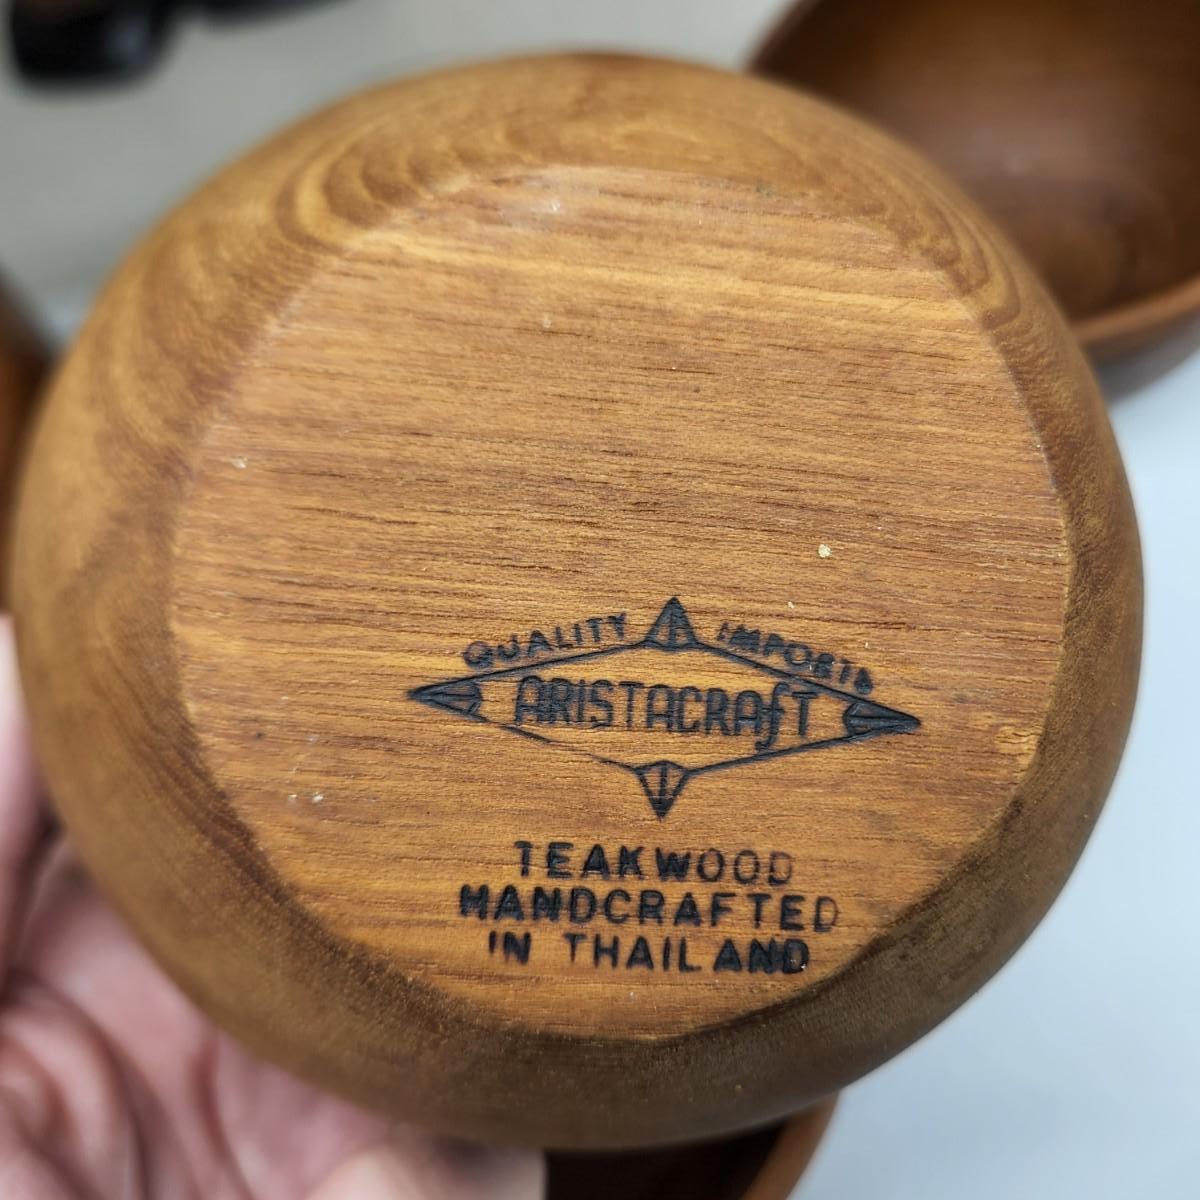 QUALITY IMPORTS
ARISTACRAfT
TEAKWOOD
HANDCRAFTED
IN THAILAND